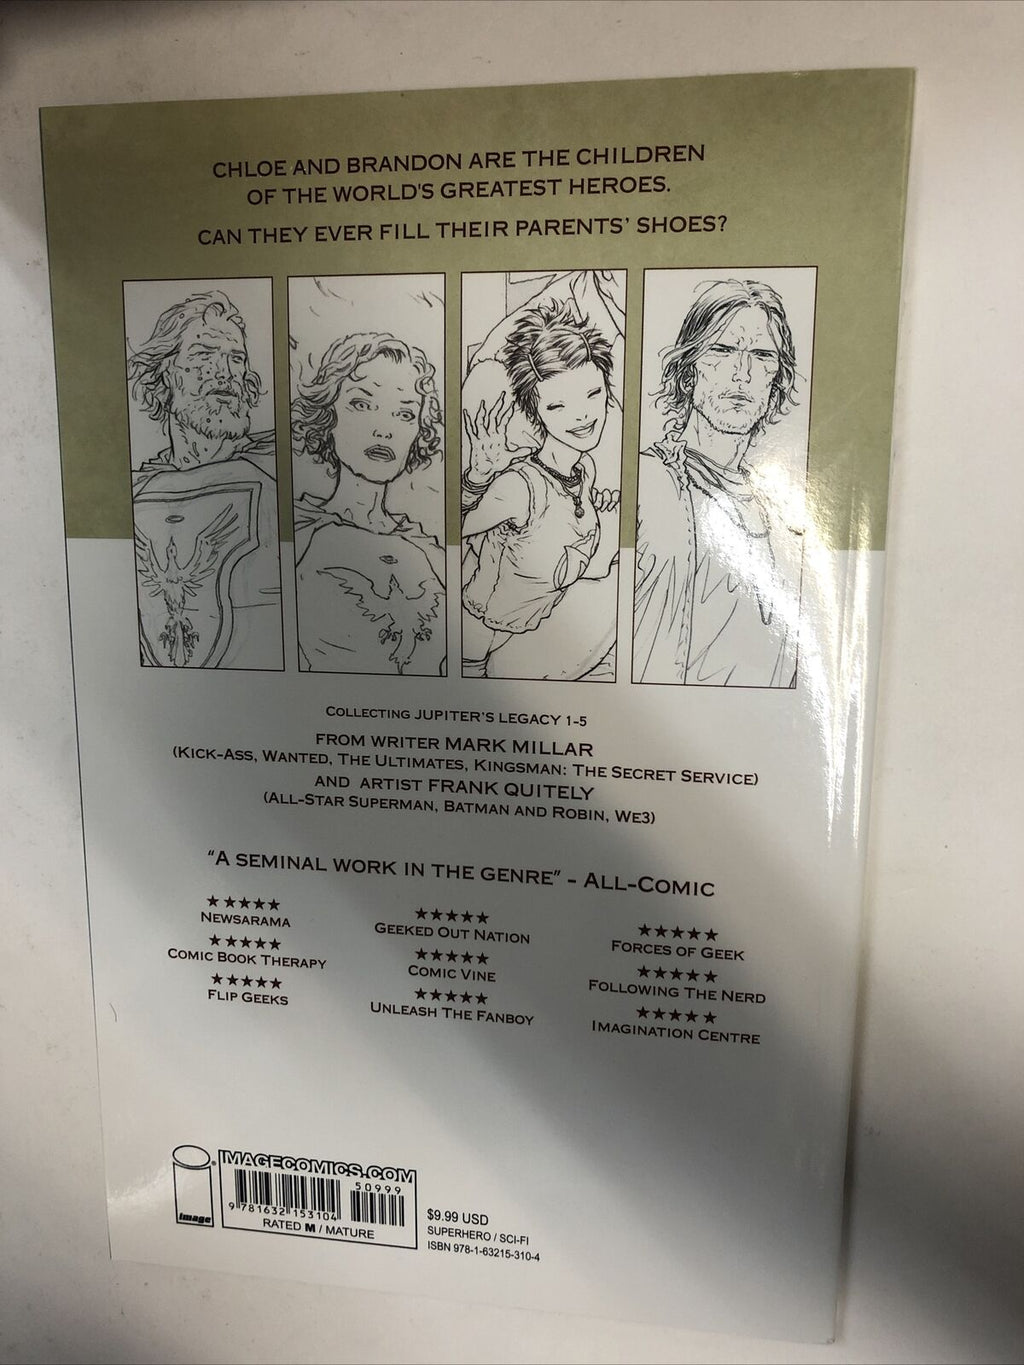 CHLOE AND BRANDON ARE THE CHILDREN
OF THE WORLD'S GREATEST HEROES.
CAN THEY EVER FILL THEIR PARENTS' SHOES?
COLLECTING JUPITER'S LEGACY 1-5
FROM WRITER MARK MILLAR
(KICK-ASS, WANTED, THE ULTIMATES, KINGSMAN: THE SECRET SERVICE)
AND ARTIST FRANK QUITELY
(ALL-STAR SUPERMAN, BATMAN AND ROBIN, WE3)
"A SEMINAL WORK IN THE GENRE" - ALL-COMIC
★★★★★
NEWSARAMA
★★★★★
COMIC BOOK THERAPY
★★★★★
FLIP GEEKS
★★★★★
GEEKED OUT NATION
★★★★★
COMIC VINE
★★★★★
UNLEASH THE FANBOY
★★★★★
FORCES OF GEEK
★★★★★
FOLLOWING THE NERD
★★★★★
IMAGINATION CENTRE
image
IMAGECOMICS.COM
50999
9 781632 153104
RATED M / MATURE
$9.99 USD
SUPERHERO / SCI-FI
ISBN 978-1-63215-310-4